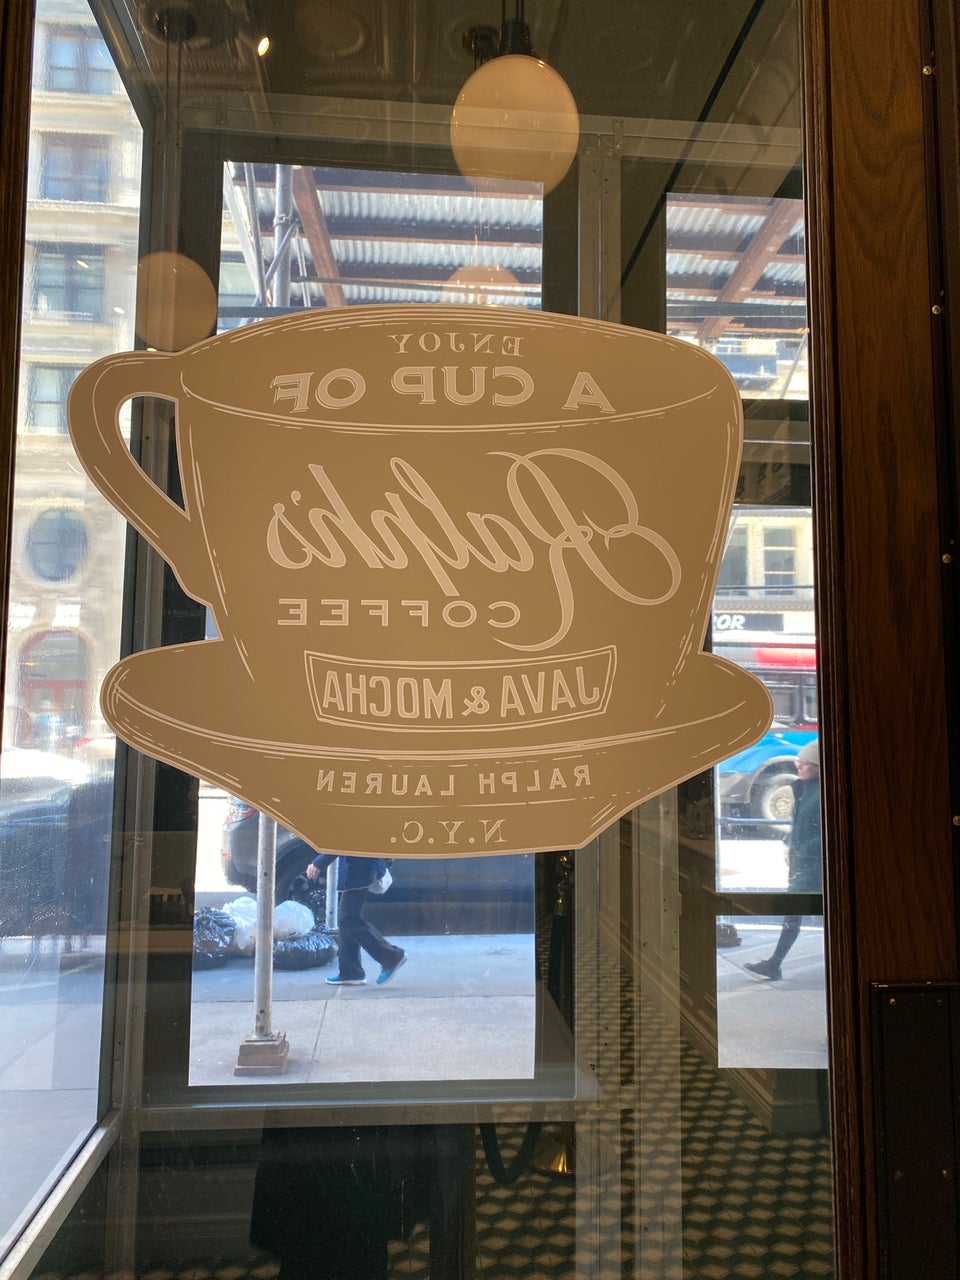 ENJOY
A CUP OF
Ralph's
COFFEE
JAVA & MOCHA
RALPH LAUREN
N.Y.C.